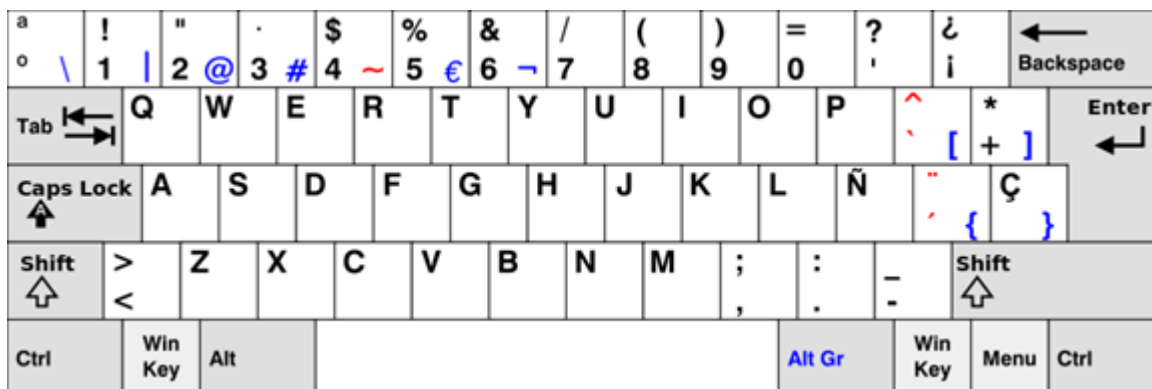 ª ! " · $ % & / ( ) = ? ¿
º \ 1 | 2 @ 3 # 4 ~ 5 € 6 ¬ 7 8 9 0 ' ¡ Backspace
Tab Q W E R T Y U I O P ^ * Enter
` [ + ]
Caps Lock A S D F G H J K L Ñ ¨ Ç
A ´ { }
Shift > Z X C V B N M ; : _ Shift
< , . -
Ctrl Win Key Alt Alt Gr Win Key Menu Ctrl